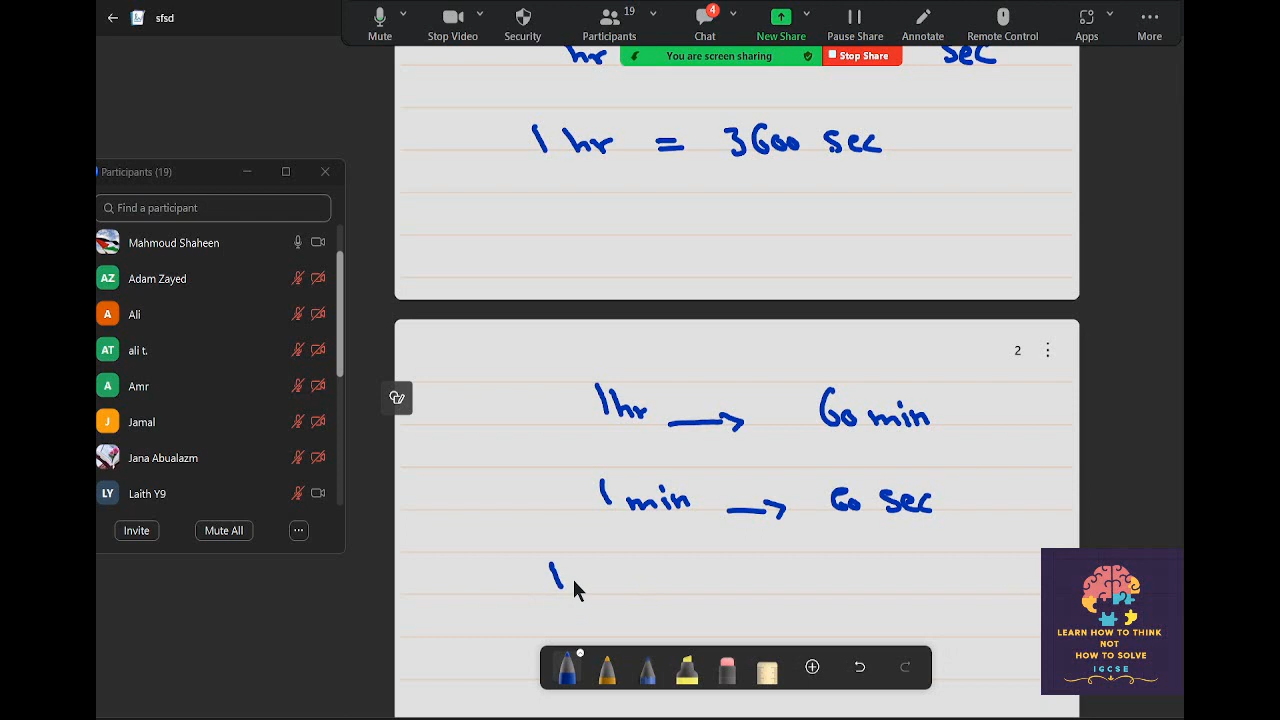 sfsd
19
4
Mute
Stop Video
Security
Participants
Chat
New Share
Pause Share
Annotate
Remote Control
Apps
More
You are screen sharing
Stop Share
hr sec
1 hr = 3600 sec
Participants (19)
Find a participant
Mahmoud Shaheen
AZ Adam Zayed
A Ali
AT ali t.
A Amr
J Jamal
Jana Abualazm
LY Laith Y9
Invite
Mute All
2
1hr → 60 min
1 min → 60 sec
1
LEARN HOW TO THINK
NOT
HOW TO SOLVE
IGCSE